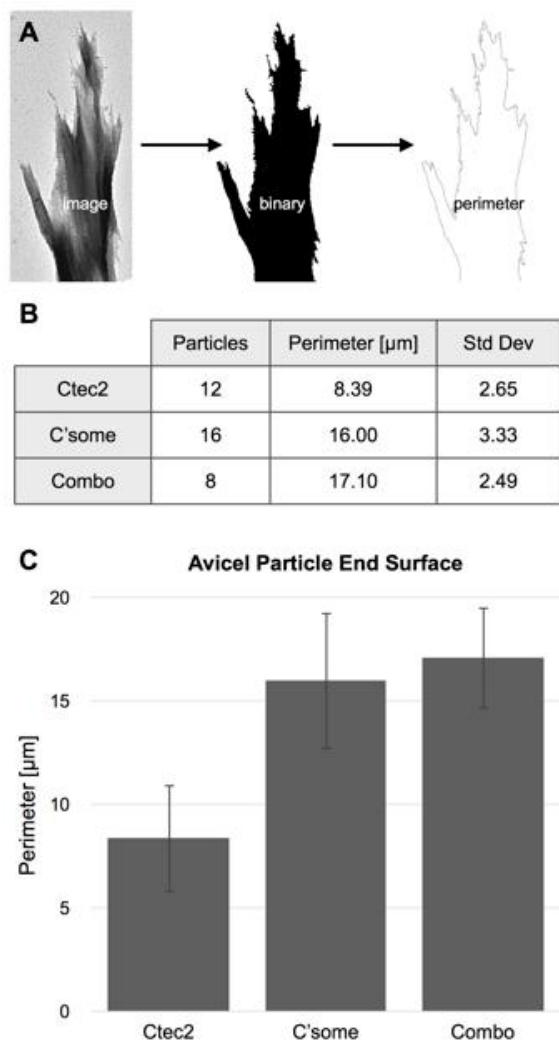 A
image
binary
perimeter
B
Particles Perimeter [µm] Std Dev
Ctec2 12 8.39 2.65
C'some 16 16.00 3.33
Combo 8 17.10 2.49
C
Avicel Particle End Surface
Perimeter [µm]
20
15
10
5
0
Ctec2 C'some Combo